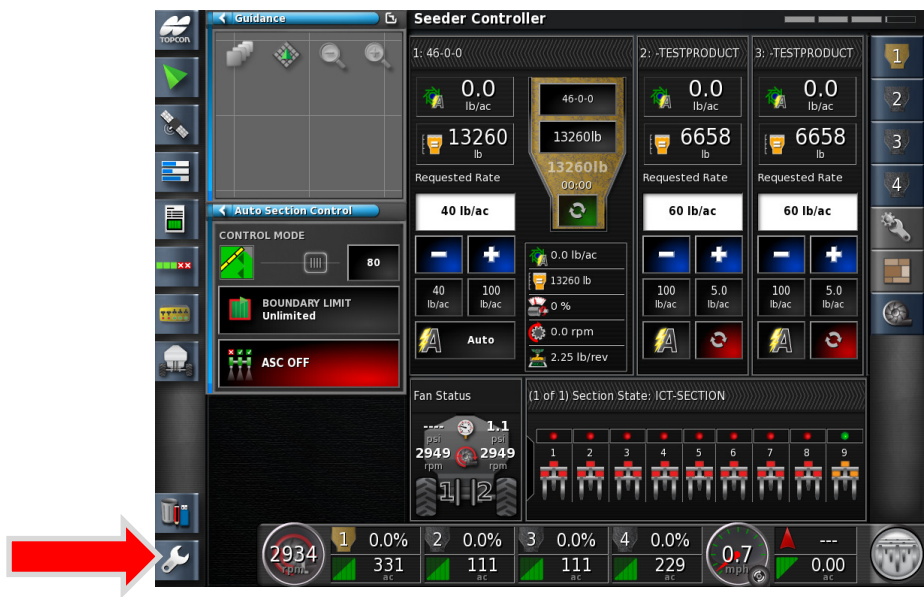 TOPCON
Guidance
Seeder Controller
1: 46-0-0
2: -TESTPRODUCT
3: -TESTPRODUCT
0.0
lb/ac
13260
lb
Requested Rate
40 lb/ac
40
lb/ac
100
lb/ac
Auto
46-0-0
13260lb
13260lb
00:00
0.0 lb/ac
13260 lb
0 %
0.0 rpm
2.25 lb/rev
0.0
lb/ac
6658
lb
Requested Rate
60 lb/ac
100
lb/ac
5.0
lb/ac
0.0
lb/ac
6658
lb
Requested Rate
60 lb/ac
100
lb/ac
5.0
lb/ac
1
2
3
4
Auto Section Control
CONTROL MODE
80
BOUNDARY LIMIT
Unlimited
ASC OFF
Fan Status
---- 1.1
psi psi
2949 2949
rpm rpm
1 2
(1 of 1) Section State: ICT-SECTION
1 2 3 4 5 6 7 8 9
2934
rpm
1 0.0%
331
ac
2 0.0%
111
ac
3 0.0%
111
ac
4 0.0%
229
ac
0.7
mph
---
0.00
ac